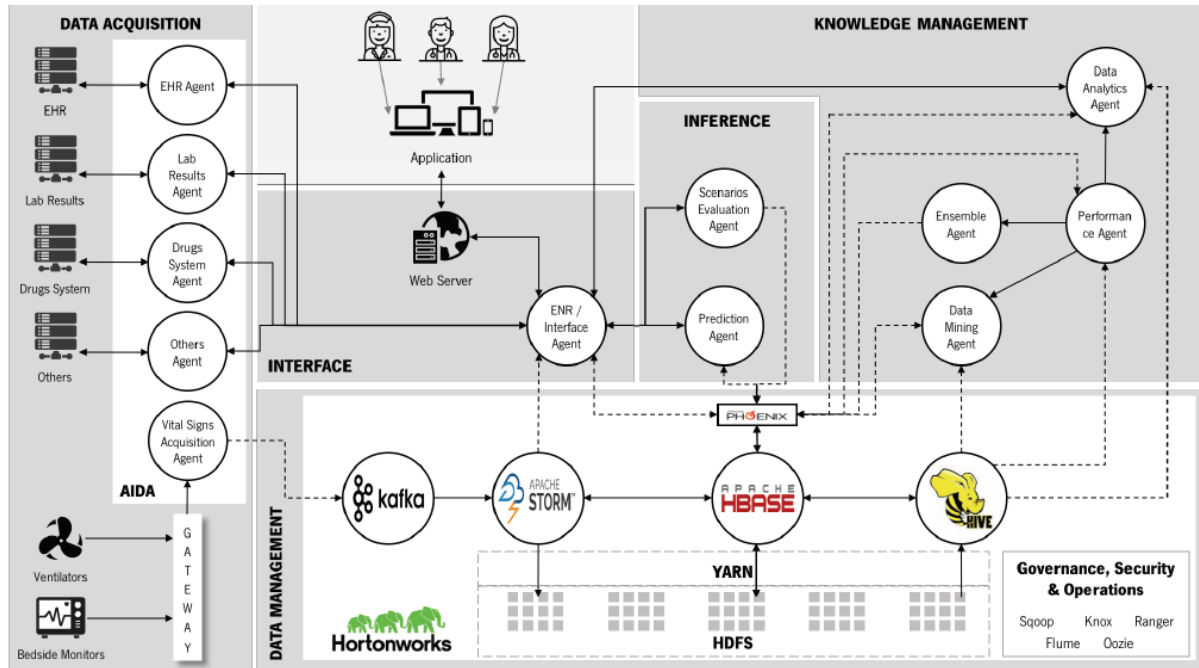 DATA ACQUISITION
KNOWLEDGE MANAGEMENT
EHR
EHR Agent
Data
Analytics
Agent
INFERENCE
Application
Lab Results
Lab
Results
Agent
Scenarios
Evaluation
Agent
Ensemble
Agent
Performan
ce Agent
Drugs System
Drugs
System
Agent
Web Server
ENR /
Interface
Agent
Prediction
Agent
Data
Mining
Agent
Others
Others
Agent
INTERFACE
PHOENIX
Vital Signs
Acquisition
Agent
AIDA
kafka
APACHE
STORM™
APACHE
HBASE
HIVE
GATEWAY
Ventilators
Bedside Monitors
DATA MANAGEMENT
YARN
HDFS
Hortonworks
Governance, Security
& Operations
Sqoop Knox Ranger
Flume Oozie